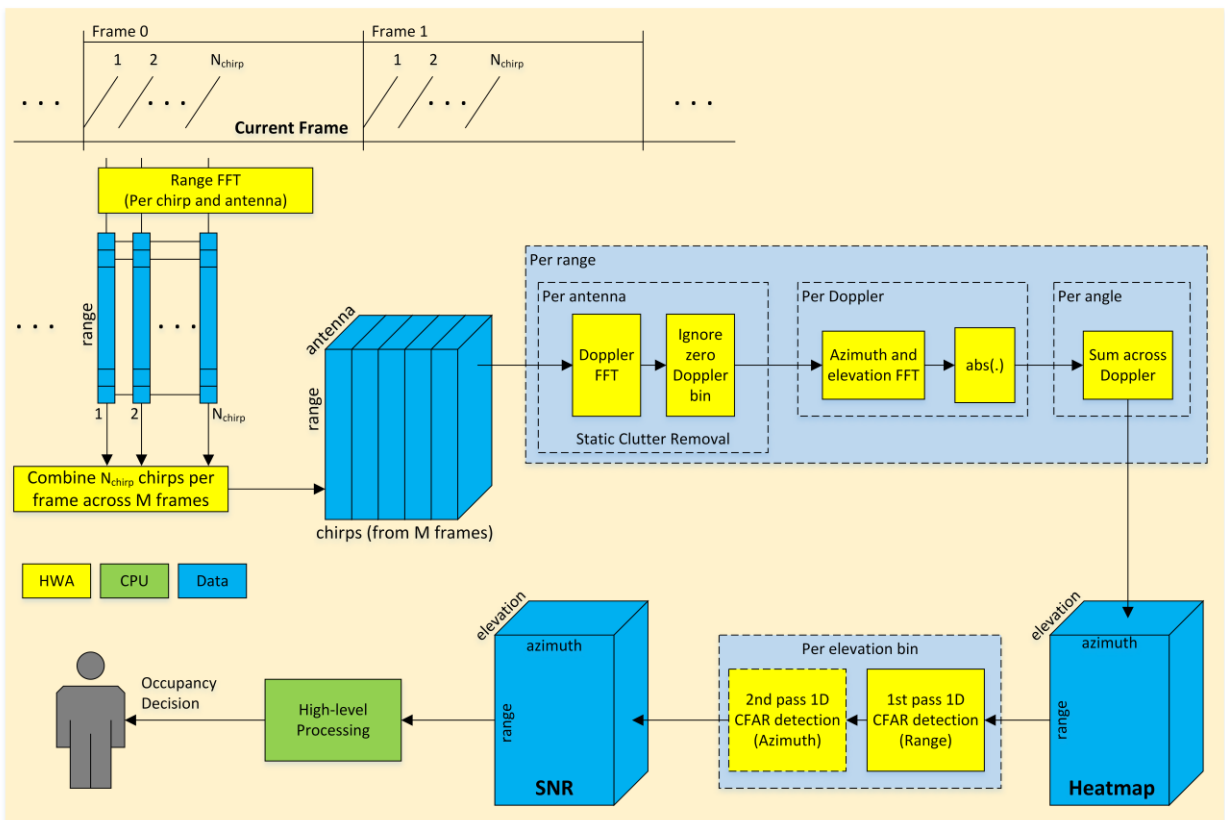 Frame 0
Frame 1
1 2 N_chirp
1 2 N_chirp
. . .
. . .
. . .
. . .
. . .
Current Frame
Range FFT
(Per chirp and antenna)
range
. . .
. . .
1 2 N_chirp
Combine N_chirp chirps per
frame across M frames
antenna
range
chirps (from M frames)
Per range
Per antenna
Doppler
FFT
Ignore
zero
Doppler
bin
Static Clutter Removal
Per Doppler
Azimuth and
elevation FFT
abs(.)
Per angle
Sum across
Doppler
HWA
CPU
Data
elevation
azimuth
range
Heatmap
Per elevation bin
1st pass 1D
CFAR detection
(Range)
2nd pass 1D
CFAR detection
(Azimuth)
elevation
azimuth
range
SNR
High-level
Processing
Occupancy
Decision